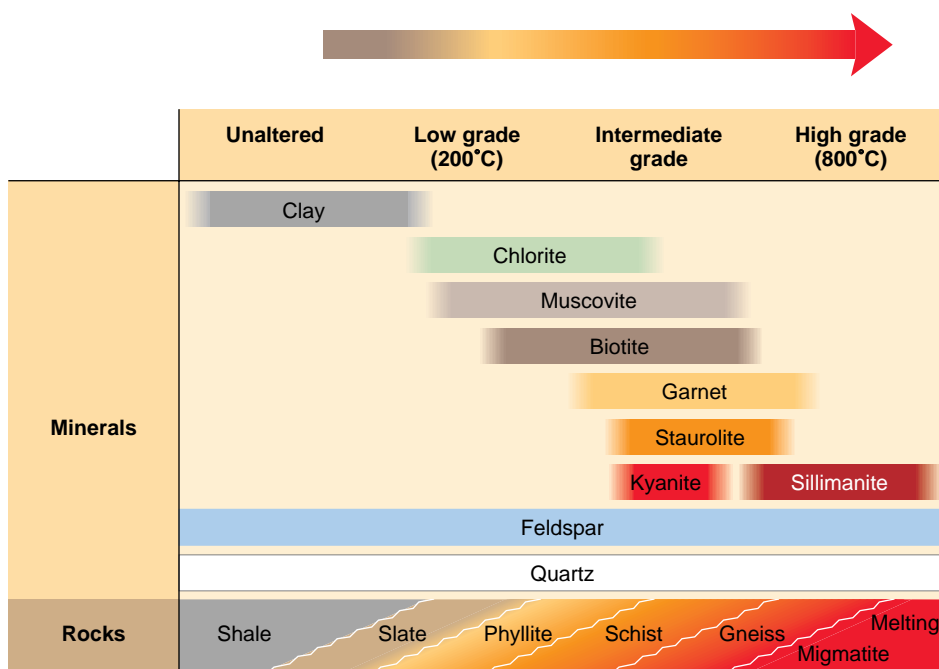 Unaltered
Low grade
(200°C)
Intermediate
grade
High grade
(800°C)
Minerals
Clay
Chlorite
Muscovite
Biotite
Garnet
Staurolite
Kyanite
Sillimanite
Feldspar
Quartz
Rocks
Shale
Slate
Phyllite
Schist
Gneiss
Migmatite
Melting